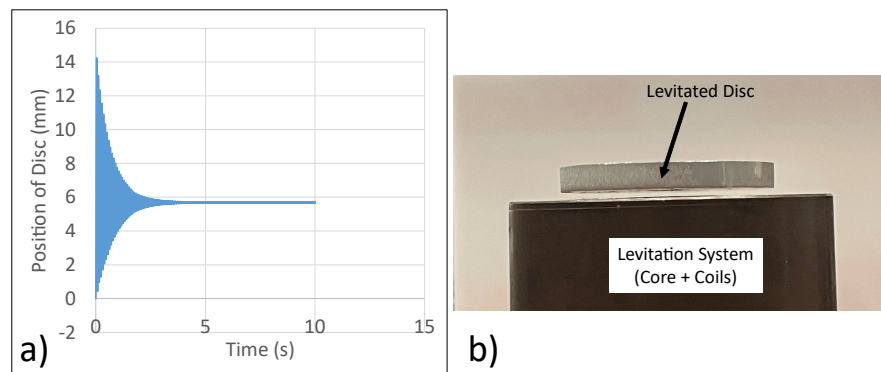 16
14
12
10
8
6
4
2
0
-2
Position of Disc (mm)
0 5 10 15
Time (s)
a)
Levitated Disc
Levitation System
(Core + Coils)
b)